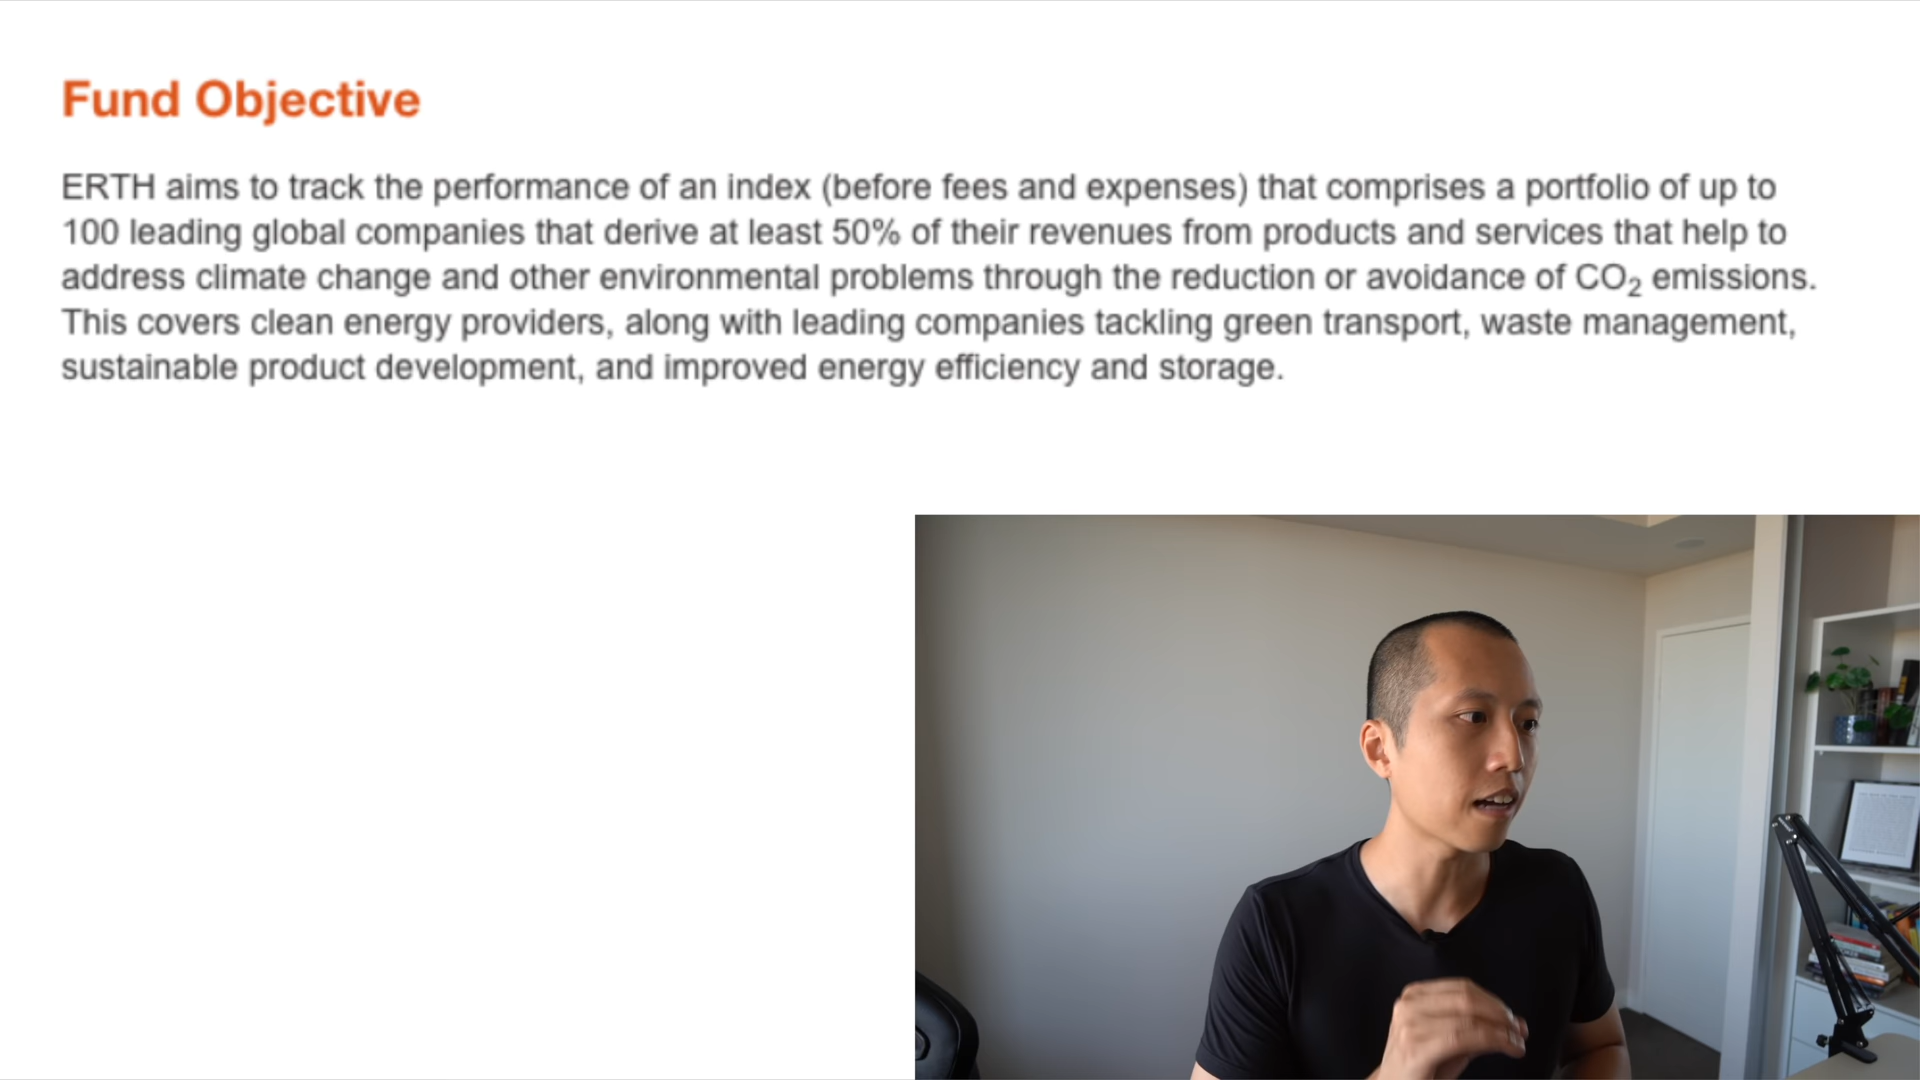 Fund Objective
ERTH aims to track the performance of an index (before fees and expenses) that comprises a portfolio of up to
100 leading global companies that derive at least 50% of their revenues from products and services that help to
address climate change and other environmental problems through the reduction or avoidance of CO₂ emissions.
This covers clean energy providers, along with leading companies tackling green transport, waste management,
sustainable product development, and improved energy efficiency and storage.